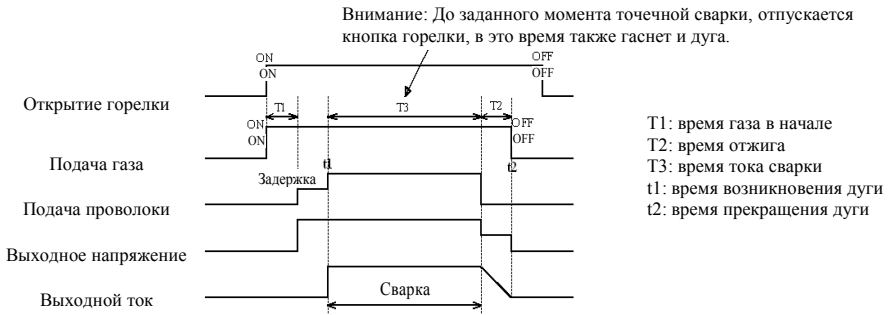 Внимание: До заданного момента точечной сварки, отпускается
кнопка горелки, в это время также гаснет и дуга.
ON
ON
OFF
OFF
Открытие горелки
T1
T3
T2
ON
ON
OFF
OFF
Подача газа
t1
t2
Задержка
Подача проволоки
Выходное напряжение
Выходной ток
Сварка
T1: время газа в начале
T2: время отжига
T3: время тока сварки
t1: время возникновения дуги
t2: время прекращения дуги